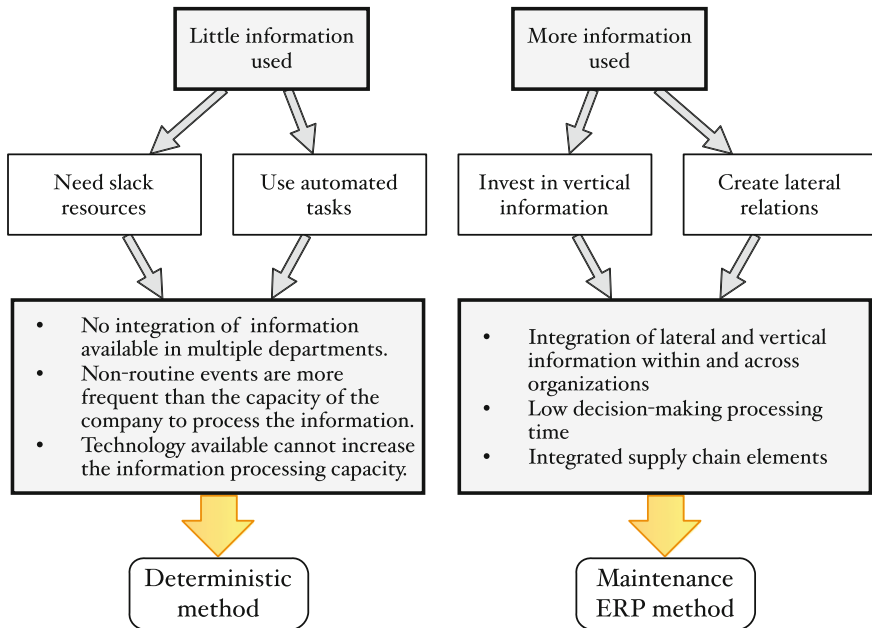 Little information
used
More information
used
Need slack
resources
Use automated
tasks
Invest in vertical
information
Create lateral
relations
• No integration of information
available in multiple departments.
• Non-routine events are more
frequent than the capacity of the
company to process the information.
• Technology available cannot increase
the information processing capacity.
• Integration of lateral and vertical
information within and across
organizations
• Low decision-making processing
time
• Integrated supply chain elements
Deterministic
method
Maintenance
ERP method